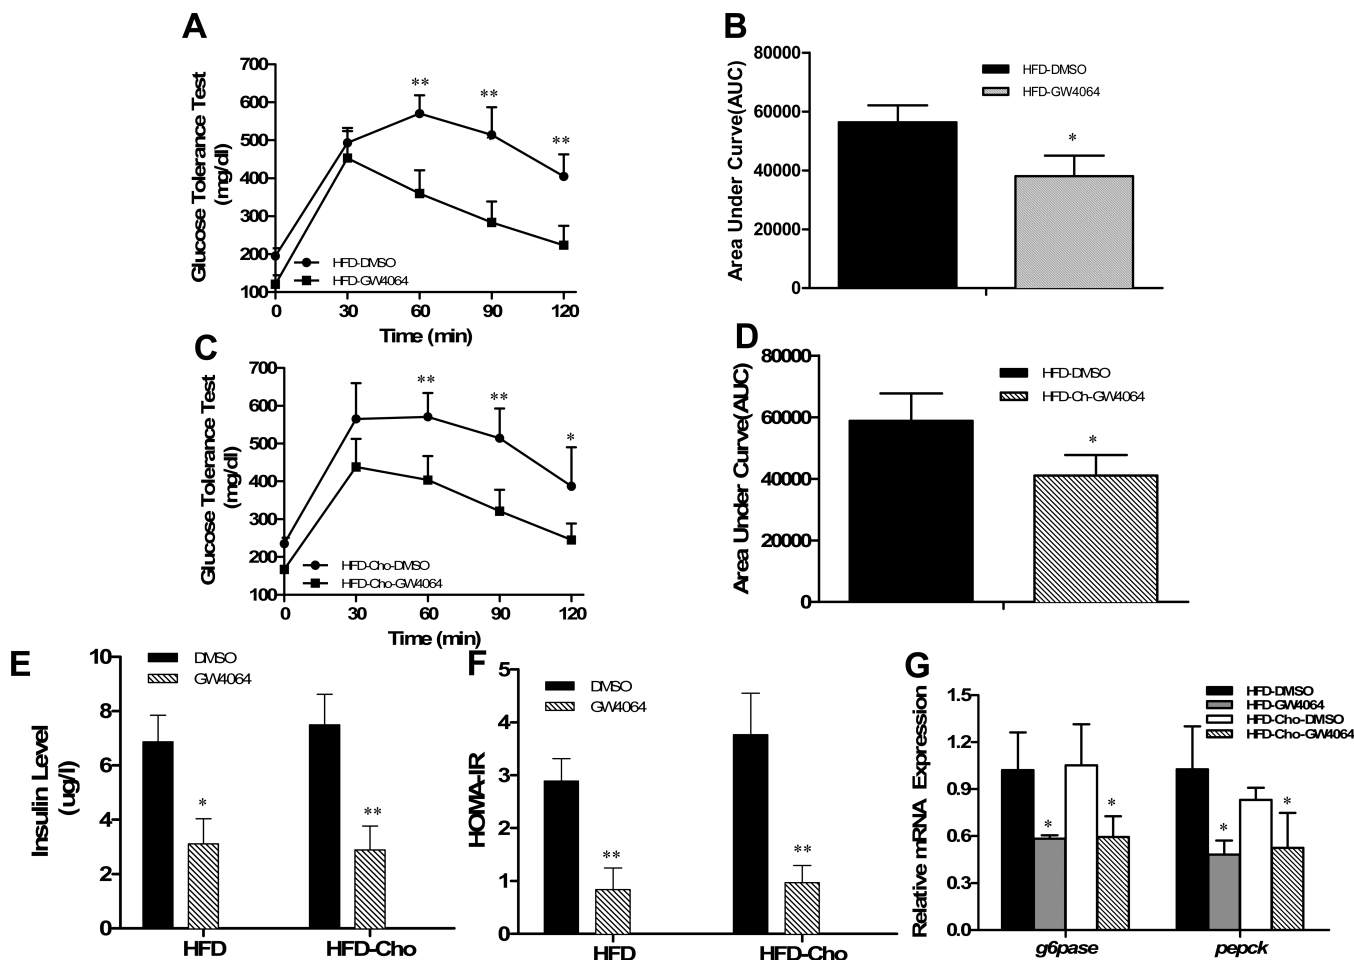 A
Glucose Tolerance Test
(mg/dl)
700
600
500
400
300
200
100
**
**
**
HFD-DMSO
HFD-GW4064
0
30
60
90
120
Time (min)
B
Area Under Curve(AUC)
80000
60000
40000
20000
0
HFD-DMSO
HFD-GW4064
*
C
Glucose Tolerance Test
(mg/dl)
700
600
500
400
300
200
100
**
**
*
HFD-Cho-DMSO
HFD-Cho-GW4064
0
30
60
90
120
Time (min)
D
Area Under Curve(AUC)
80000
60000
40000
20000
0
HFD-DMSO
HFD-Ch-GW4064
*
E
Insulin Level
(ug/l)
10
8
6
4
2
0
DMSO
GW4064
*
**
HFD
HFD-Cho
F
HOMA-IR
5
4
3
2
1
0
DMSO
GW4064
**
**
HFD
HFD-Cho
G
Relative mRNA Expression
1.5
1.2
0.9
0.6
0.3
0.0
HFD-DMSO
HFD-GW4064
HFD-Cho-DMSO
HFD-Cho-GW4064
*
*
*
*
g6pase
pepck